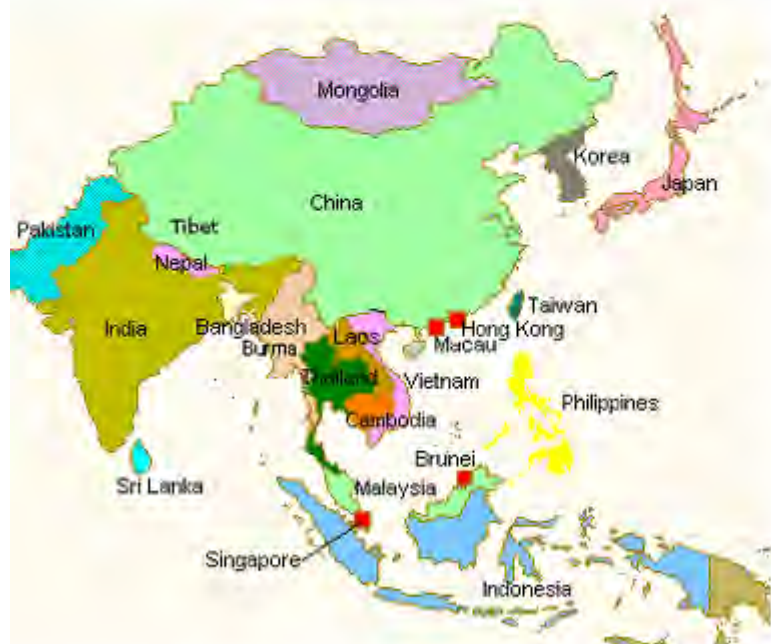 Mongolia
Korea
Japan
China
Tibet
Pakistan
Nepal
Taiwan
India
Bangladesh
Hong Kong
Laos
Macau
Burma
Thailand
Vietnam
Philippines
Cambodia
Brunei
Sri Lanka
Malaysia
Singapore
Indonesia